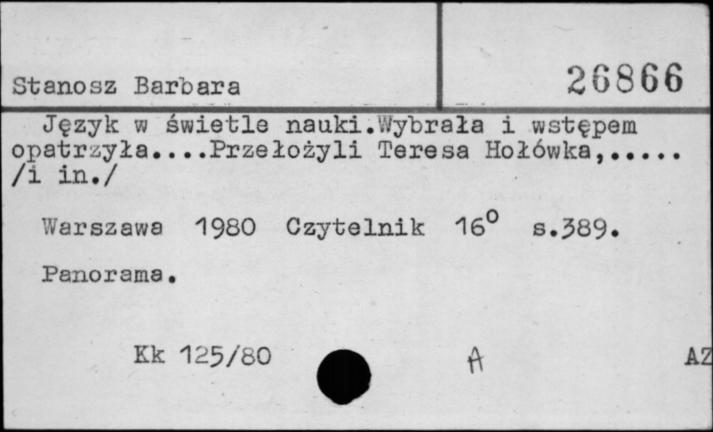 Stanosz Barbara
26866
Język w świetle nauki.Wybrała i wstępem
opatrzyła....Przełożyli Teresa Hołówka,.....
/i in./
Warszawa 1980 Czytelnik 16° s.389.
Panorama.
Kk 125/80 A AZ